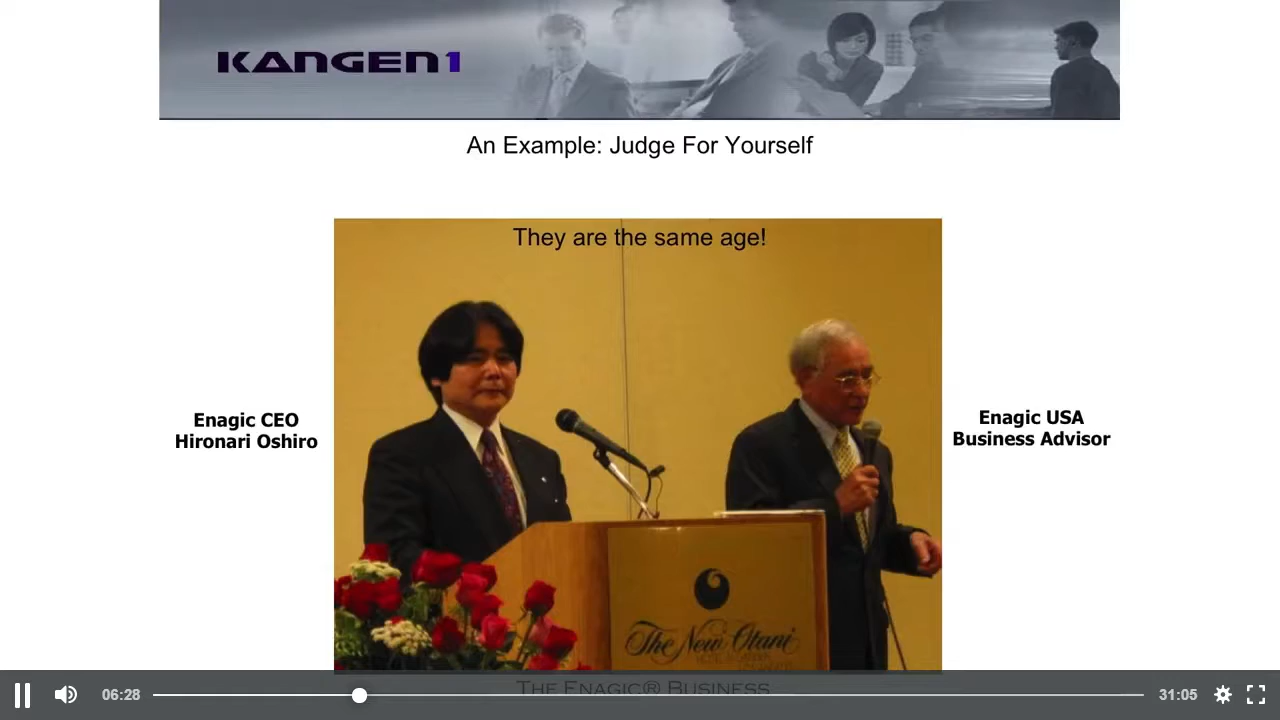 KANGEN1
An Example: Judge For Yourself
They are the same age!
Enagic CEO
Hironari Oshiro
Enagic USA
Business Advisor
The New Otani
The Enagic® Business
06:28
31:05